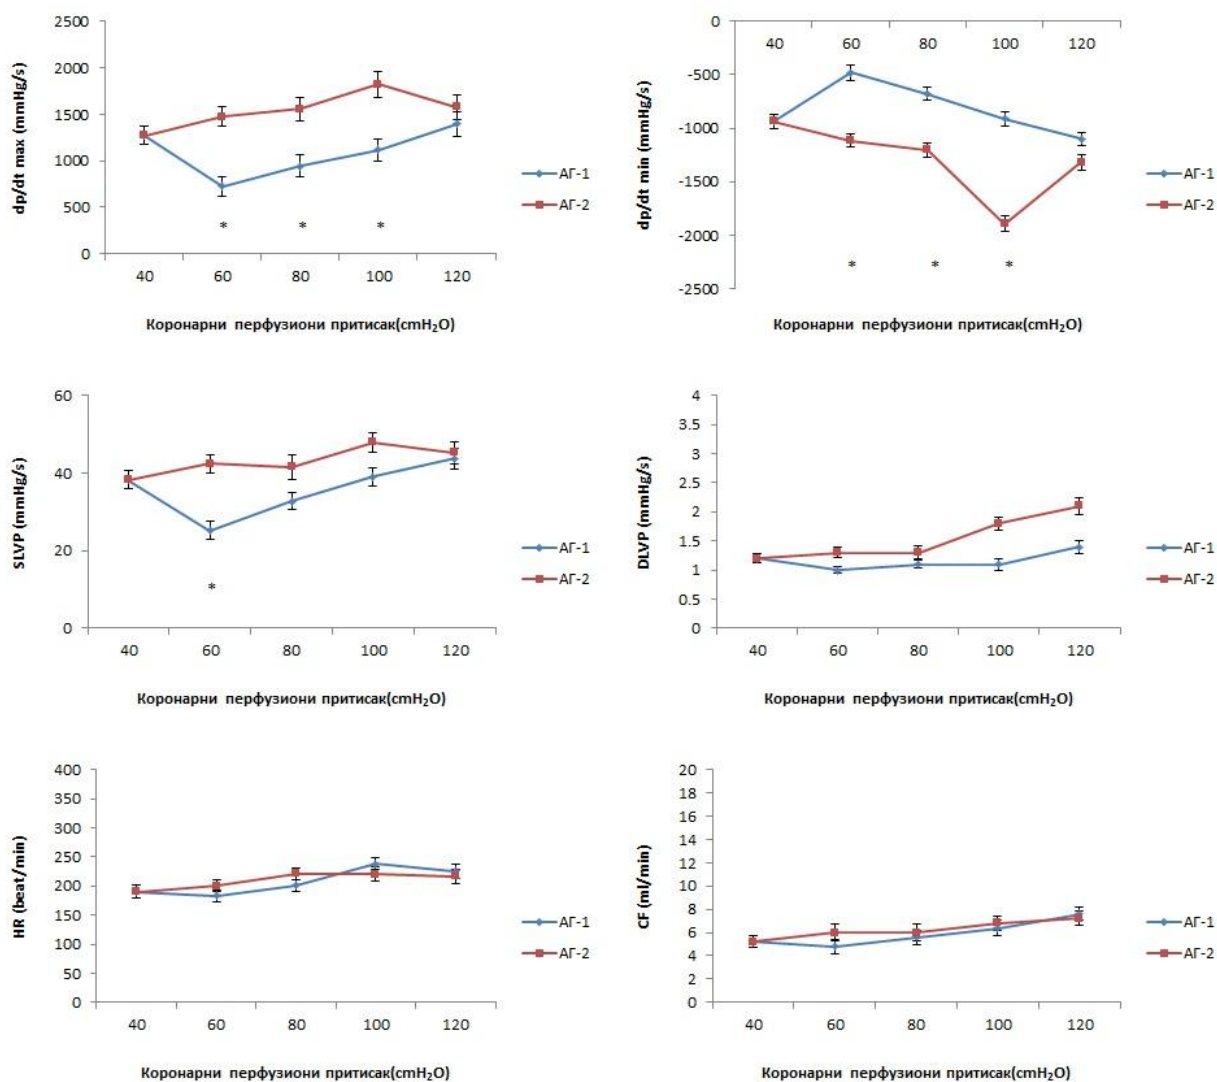 dp/dt max (mmHg/s)
2500
2000
1500
1000
500
0
* * *
40 60 80 100 120
Коронарни перфузиони притисак(cmH₂O)
АГ-1
АГ-2
dp/dt min (mmHg/s)
0
-500
-1000
-1500
-2000
-2500
40 60 80 100 120
* * *
Коронарни перфузиони притисак(cmH₂O)
АГ-1
АГ-2
SLVP (mmHg/s)
60
40
20
0
*
40 60 80 100 120
Коронарни перфузиони притисак(cmH₂O)
АГ-1
АГ-2
DLVP (mmHg/s)
4
3.5
3
2.5
2
1.5
1
0.5
0
40 60 80 100 120
Коронарни перфузиони притисак(cmH₂O)
АГ-1
АГ-2
HR (beat/min)
400
350
300
250
200
150
100
50
0
40 60 80 100 120
Коронарни перфузиони притисак(cmH₂O)
АГ-1
АГ-2
CF (ml/min)
20
18
16
14
12
10
8
6
4
2
0
40 60 80 100 120
Коронарни перфузиони притисак(cmH₂O)
АГ-1
АГ-2